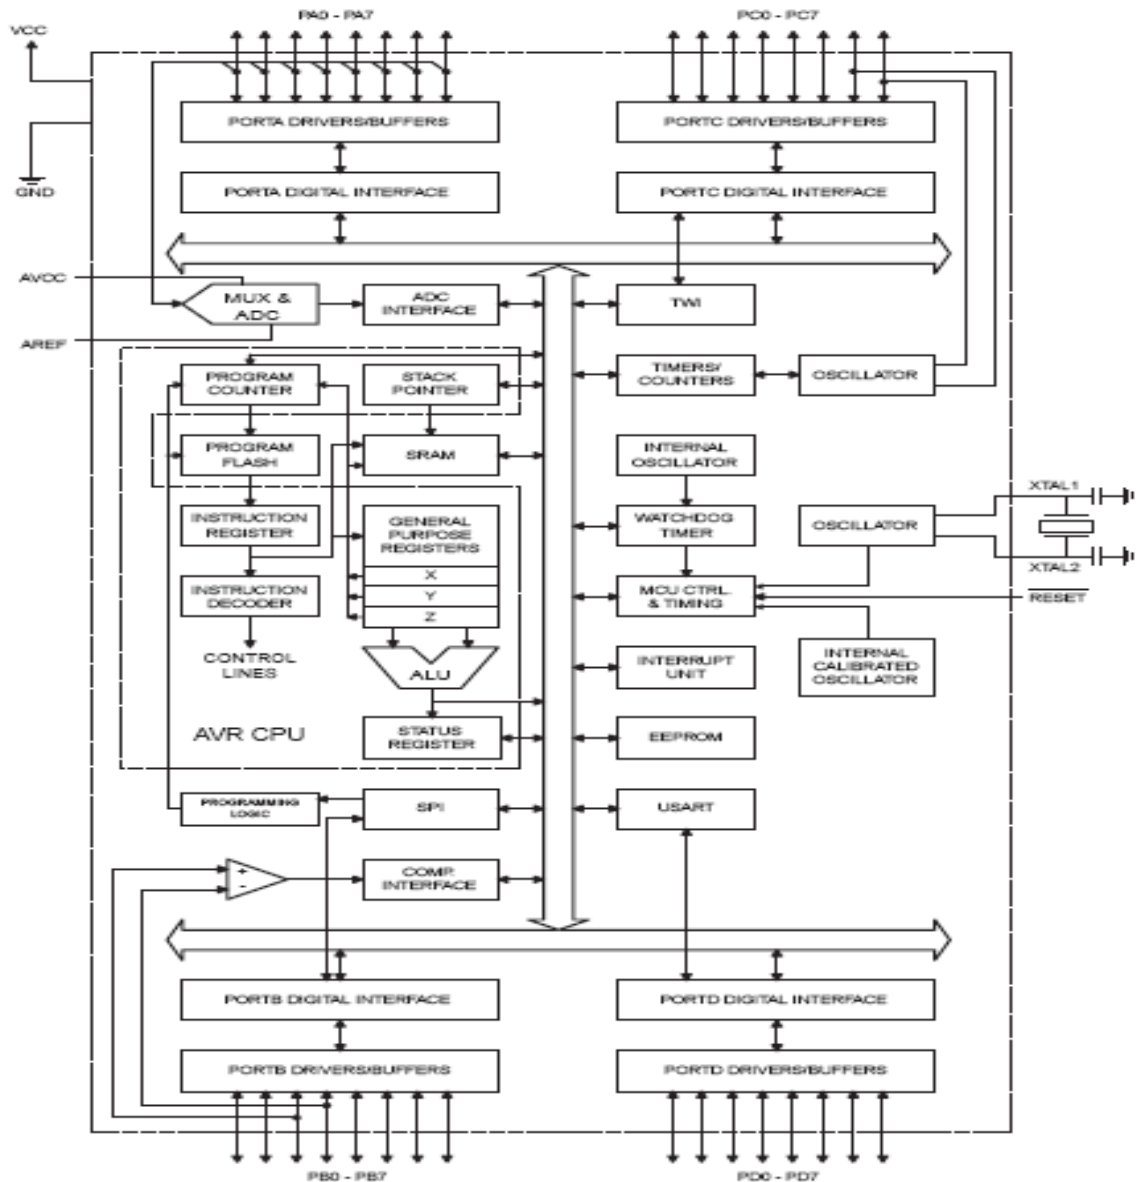 PA0 - PA7
PC0 - PC7
VCC
PORTA DRIVERS/BUFFERS
PORTC DRIVERS/BUFFERS
GND
PORTA DIGITAL INTERFACE
PORTC DIGITAL INTERFACE
AVCC
MUX &
ADC
ADC
INTERFACE
TWI
AREF
PROGRAM
COUNTER
STACK
POINTER
TIMERS/
COUNTERS
OSCILLATOR
PROGRAM
FLASH
SRAM
INTERNAL
OSCILLATOR
XTAL1
INSTRUCTION
REGISTER
GENERAL
PURPOSE
REGISTERS
WATCHDOG
TIMER
OSCILLATOR
XTAL2
X
Y
Z
INSTRUCTION
DECODER
MCU CTRL.
& TIMING
RESET
CONTROL
LINES
ALU
INTERRUPT
UNIT
INTERNAL
CALIBRATED
OSCILLATOR
AVR CPU
STATUS
REGISTER
EEPROM
PROGRAMMING
LOGIC
SPI
USART
+
-
COMP.
INTERFACE
PORTB DIGITAL INTERFACE
PORTD DIGITAL INTERFACE
PORTB DRIVERS/BUFFERS
PORTD DRIVERS/BUFFERS
PB0 - PB7
PD0 - PD7